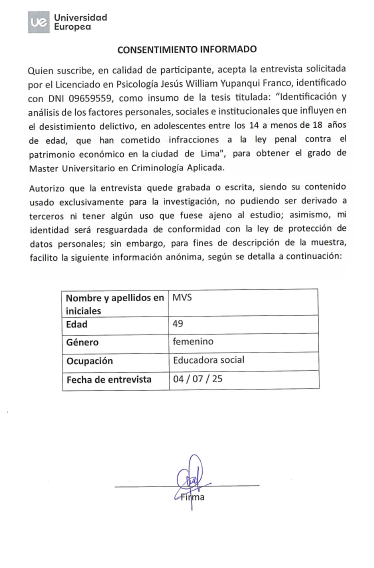 ue Universidad
Europea
CONSENTIMIENTO INFORMADO
Quien suscribe, en calidad de participante, acepta la entrevista solicitada
por el Licenciado en Psicología Jesús William Yupanqui Franco, identificado
con DNI 09659559, como insumo de la tesis titulada: "Identificación y
análisis de los factores personales, sociales e institucionales que influyen en
el desistimiento delictivo, en adolescentes entre los 14 a menos de 18 años
de edad, que han cometido infracciones a la ley penal contra el
patrimonio económico en la ciudad de Lima", para obtener el grado de
Master Universitario en Criminología Aplicada.
Autorizo que la entrevista quede grabada o escrita, siendo su contenido
usado exclusivamente para la investigación, no pudiendo ser derivado a
terceros ni tener algún uso que fuese ajeno al estudio; asimismo, mi
identidad será resguardada de conformidad con la ley de protección de
datos personales; sin embargo, para fines de descripción de la muestra,
facilito la siguiente información anónima, según se detalla a continuación:
Nombre y apellidos en MVS
iniciales
Edad 49
Género femenino
Ocupación Educadora social
Fecha de entrevista 04 / 07 / 25
Firma